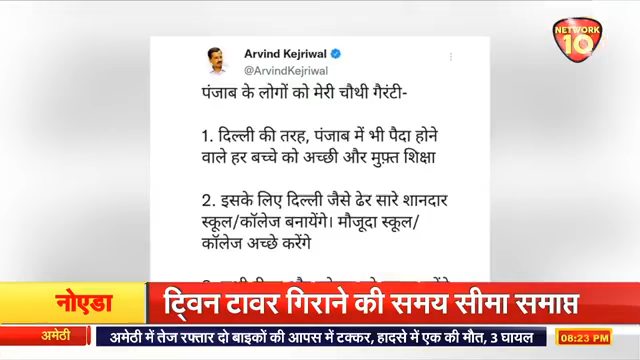 Arvind Kejriwal
@ArvindKejriwal
NETWORK
10
पंजाब के लोगों को मेरी चौथी गैरंटी-
1. दिल्ली की तरह, पंजाब में भी पैदा होने
वाले हर बच्चे को अच्छी और मुफ़्त शिक्षा
2. इसके लिए दिल्ली जैसे ढेर सारे शानदार
स्कूल/कॉलेज बनायेंगे। मौजूदा स्कूल/
कॉलेज अच्छे करेंगे
नोएडा
ट्विन टावर गिराने की समय सीमा समाप्त
अमेठी
अमेठी में तेज रफ्तार दो बाइकों की आपस में टक्कर, हादसे में एक की मौत, 3 घायल
08:23 PM